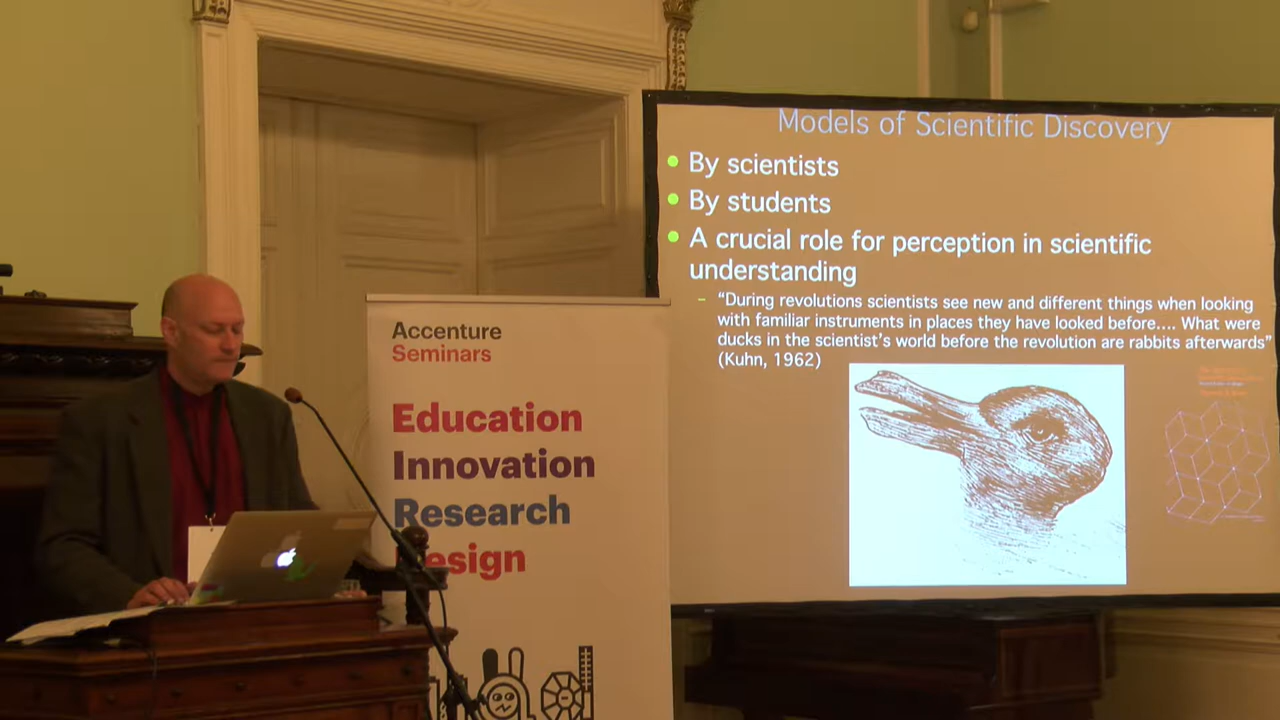 Models of Scientific Discovery
By scientists
By students
A crucial role for perception in scientific
understanding
– “During revolutions scientists see new and different things when looking
with familiar instruments in places they have looked before.... What were
ducks in the scientist’s world before the revolution are rabbits afterwards”
(Kuhn, 1962)
Accenture
Seminars
Education
Innovation
Research
Design